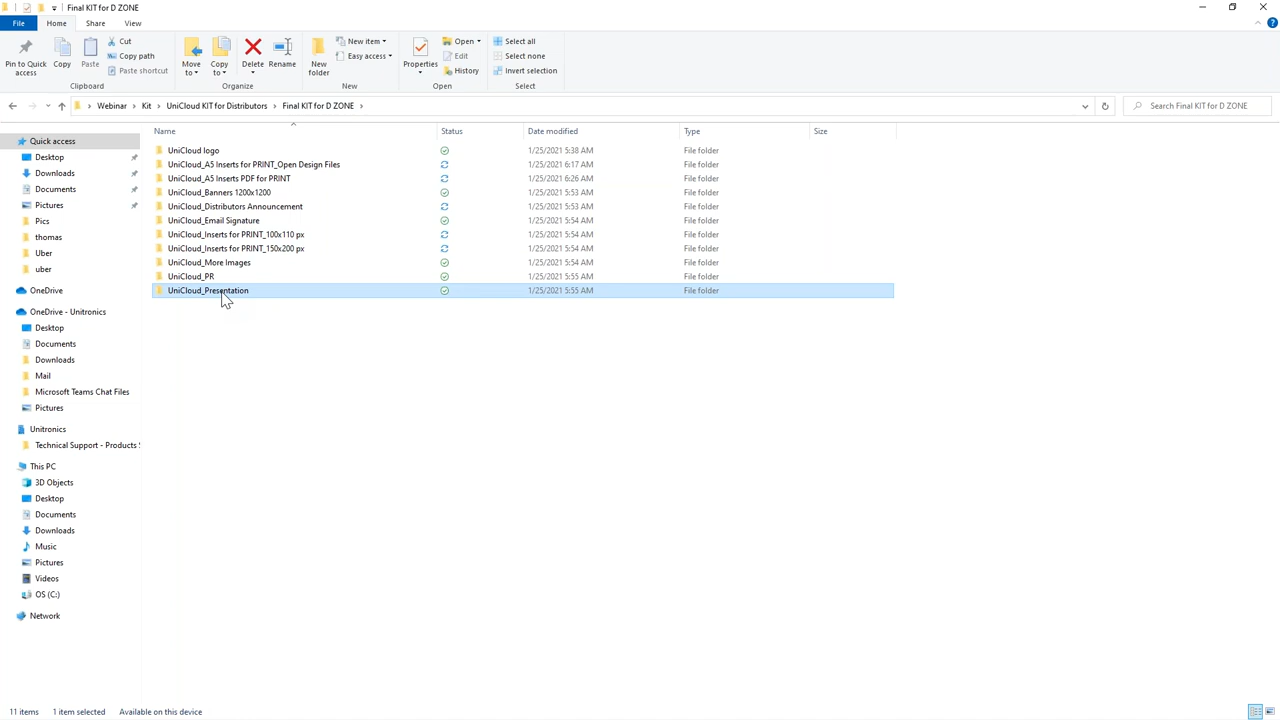 Final KIT for D ZONE
File Home Share View
Pin to Quick access
Copy
Paste
Cut
Copy path
Paste shortcut
Clipboard
Move to
Copy to
Delete
Rename
Organize
New folder
New item
Easy access
New
Properties
Open
Edit
History
Open
Select all
Select none
Invert selection
Select
Webinar > Kit > UniCloud KIT for Distributors > Final KIT for D ZONE >
Search Final KIT for D ZONE
Name Status Date modified Type Size
UniCloud logo 1/25/2021 5:38 AM File folder
UniCloud_A5 Inserts for PRINT_Open Design Files 1/25/2021 6:17 AM File folder
UniCloud_A5 Inserts PDF for PRINT 1/25/2021 6:26 AM File folder
UniCloud_Banners 1200x1200 1/25/2021 5:53 AM File folder
UniCloud_Distributors Announcement 1/25/2021 5:53 AM File folder
UniCloud_Email Signature 1/25/2021 5:54 AM File folder
UniCloud_Inserts for PRINT_100x110 px 1/25/2021 5:54 AM File folder
UniCloud_Inserts for PRINT_150x200 px 1/25/2021 5:54 AM File folder
UniCloud_More Images 1/25/2021 5:54 AM File folder
UniCloud_PR 1/25/2021 5:55 AM File folder
UniCloud_Presentation 1/25/2021 5:55 AM File folder
Quick access
Desktop
Downloads
Documents
Pictures
Pics
thomas
Uber
uber
OneDrive
OneDrive - Unitronics
Desktop
Documents
Downloads
Mail
Microsoft Teams Chat Files
Pictures
Unitronics
Technical Support - Products S
This PC
3D Objects
Desktop
Documents
Downloads
Music
Pictures
Videos
OS (C:)
Network
11 items 1 item selected Available on this device